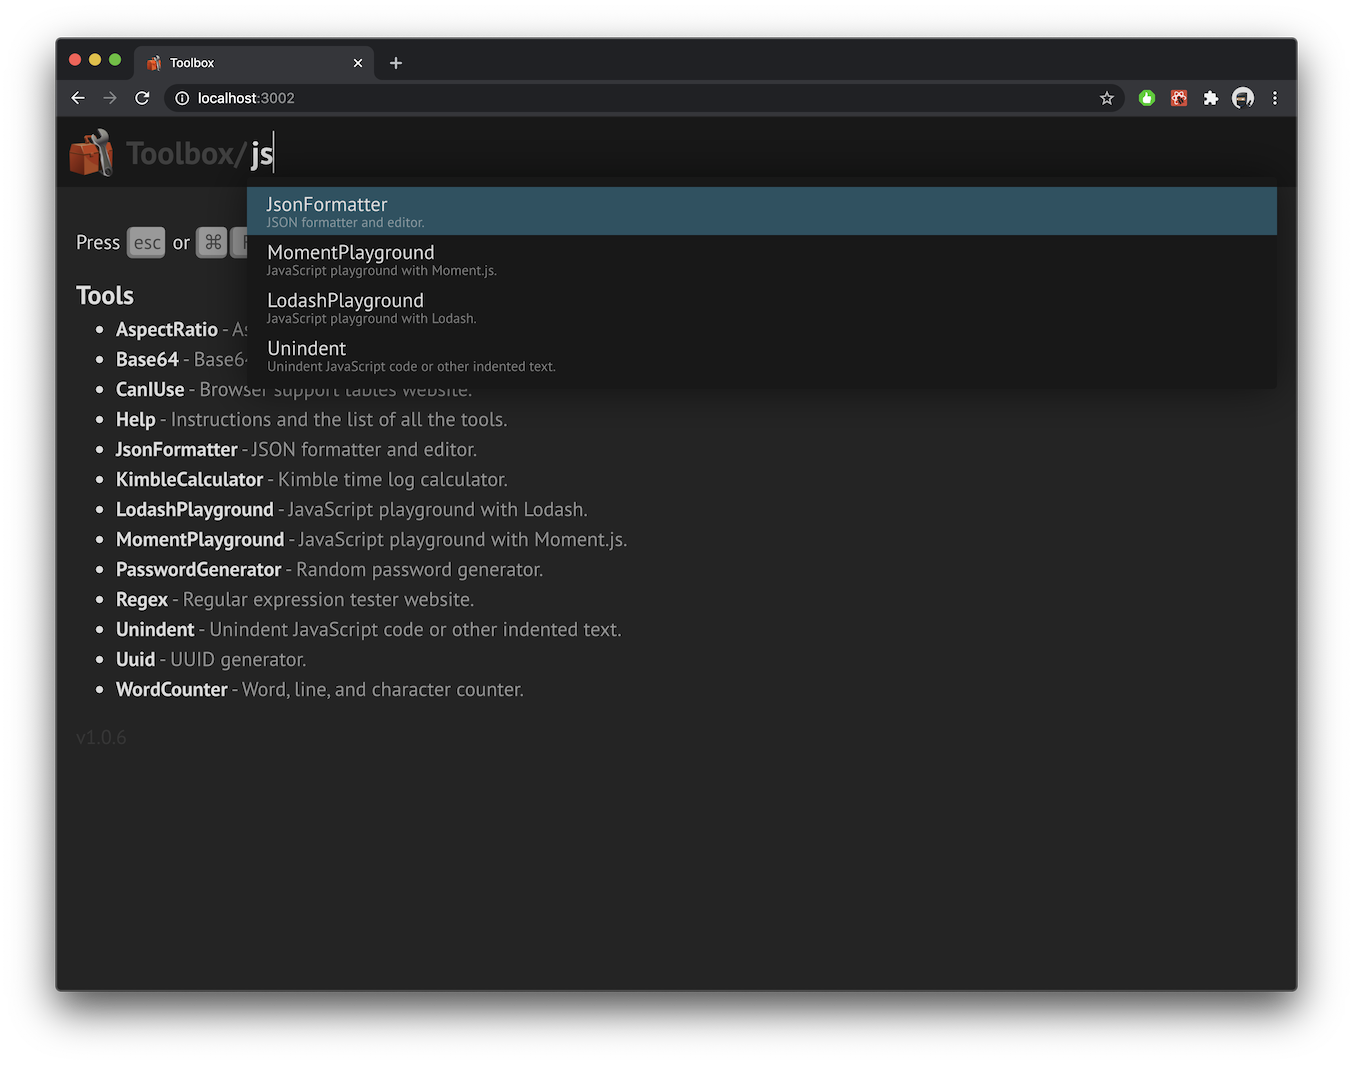 Toolbox
localhost:3002
Toolbox/js
JsonFormatter
JSON formatter and editor.
MomentPlayground
JavaScript playground with Moment.js.
LodashPlayground
JavaScript playground with Lodash.
Unindent
Unindent JavaScript code or other indented text.
Press esc or ⌘
Tools
• AspectRatio -
• Base64 - Base64
• CanIUse - Browser support tables website.
• Help - Instructions and the list of all the tools.
• JsonFormatter - JSON formatter and editor.
• KimbleCalculator - Kimble time log calculator.
• LodashPlayground - JavaScript playground with Lodash.
• MomentPlayground - JavaScript playground with Moment.js.
• PasswordGenerator - Random password generator.
• Regex - Regular expression tester website.
• Unindent - Unindent JavaScript code or other indented text.
• Uuid - UUID generator.
• WordCounter - Word, line, and character counter.
v1.0.6